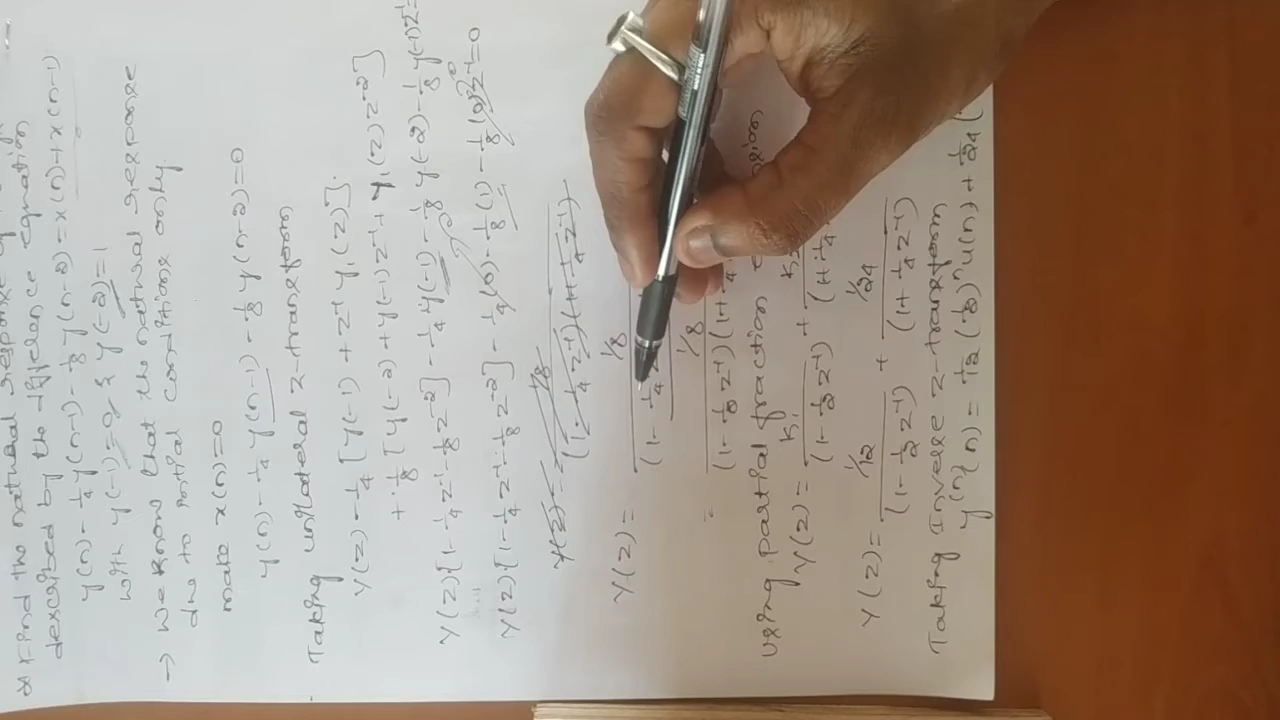 Find the natural response of
described by the difference equation
y(n)-1/4 y(n-1)-1/8 y(n-2)=x(n)+x(n-1)
with y(-1)=0 & y(-2)=1
→ we know that the natural response
due to initial conditions only.
make x(n)=0
y(n)-1/4 y(n-1)-1/8 y(n-2)=0
Taking unilateral z-transform
y(z)-1/4 [y(-1)+z⁻¹ y(z)].
+1/8 [y(-2)+y(-1)z⁻¹+y(z)z⁻²]
y(z)[1-1/4 z⁻¹-1/8 z⁻²]-1/4 y(-1)-1/8 y(-2)-1/8 y(-1)z⁻¹=
y(z)[1-1/4 z⁻¹-1/8 z⁻²]-1/4(0)-1/8(1)-1/8(0)z⁻¹=0
y(z)= 1/8 / (1-1/4 z⁻¹)(1+1/4 z⁻¹)
y(z)= 1/8 / (1-1/4
= 1/8 / (1-1/2 z⁻¹)(1+1/4
using partial fraction
y(z)= K₁/(1-1/2 z⁻¹) + K₂/(1+1/4
y(z)= 1/12/(1-1/2 z⁻¹) + 1/24/(1+1/4 z⁻¹)
Taking Inverse z-transform
y(n)(n)= 1/12 (1/2)ⁿ u(n)+1/24 (